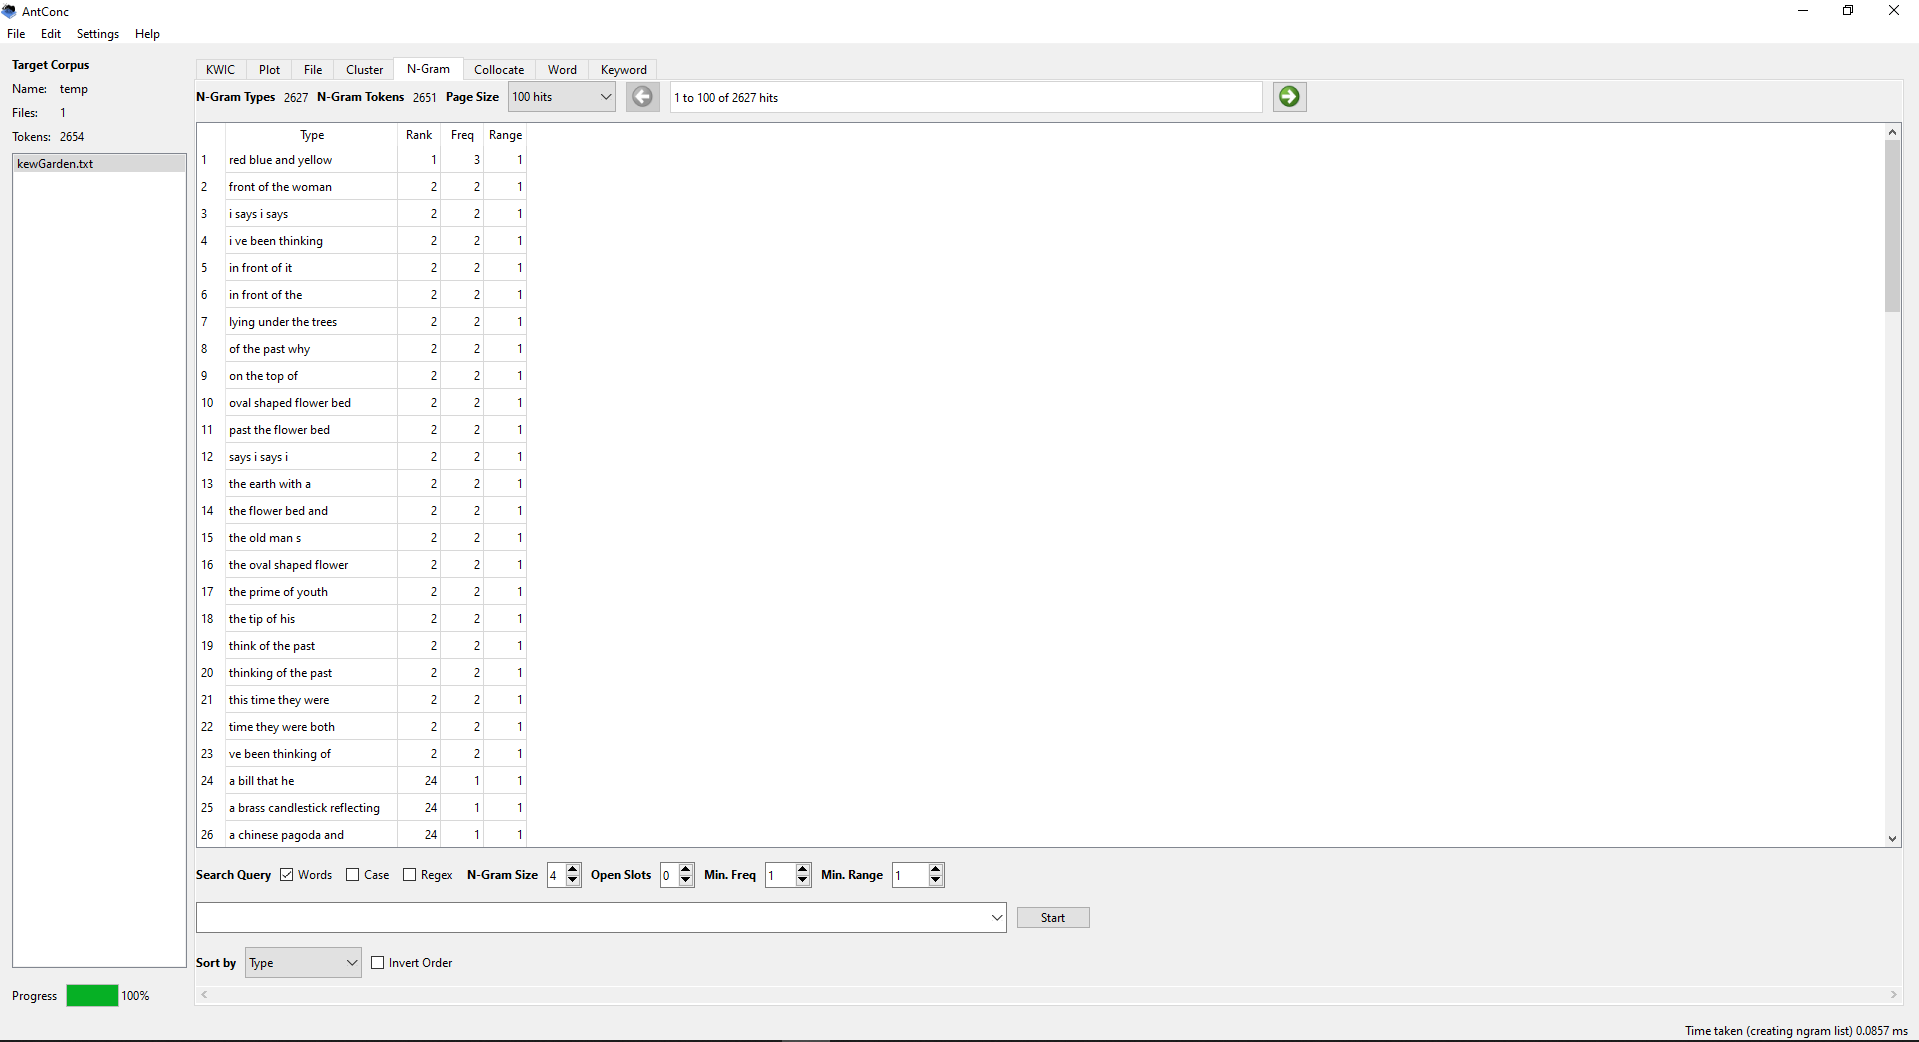 AntConc
File Edit Settings Help
Target Corpus
Name: temp
Files: 1
Tokens: 2654
kewGarden.txt
Progress 100%
KWIC Plot File Cluster N-Gram Collocate Word Keyword
N-Gram Types 2627 N-Gram Tokens 2651 Page Size 100 hits 1 to 100 of 2627 hits
Type Rank Freq Range
1 red blue and yellow 1 3 1
2 front of the woman 2 2 1
3 i says i says 2 2 1
4 i ve been thinking 2 2 1
5 in front of it 2 2 1
6 in front of the 2 2 1
7 lying under the trees 2 2 1
8 of the past why 2 2 1
9 on the top of 2 2 1
10 oval shaped flower bed 2 2 1
11 past the flower bed 2 2 1
12 says i says i 2 2 1
13 the earth with a 2 2 1
14 the flower bed and 2 2 1
15 the old man s 2 2 1
16 the oval shaped flower 2 2 1
17 the prime of youth 2 2 1
18 the tip of his 2 2 1
19 think of the past 2 2 1
20 thinking of the past 2 2 1
21 this time they were 2 2 1
22 time they were both 2 2 1
23 ve been thinking of 2 2 1
24 a bill that he 24 1 1
25 a brass candlestick reflecting 24 1 1
26 a chinese pagoda and 24 1 1
Search Query Words Case Regex N-Gram Size 4 Open Slots 0 Min. Freq 1 Min. Range 1
Start
Sort by Type Invert Order
Time taken (creating ngram list) 0.0857 ms